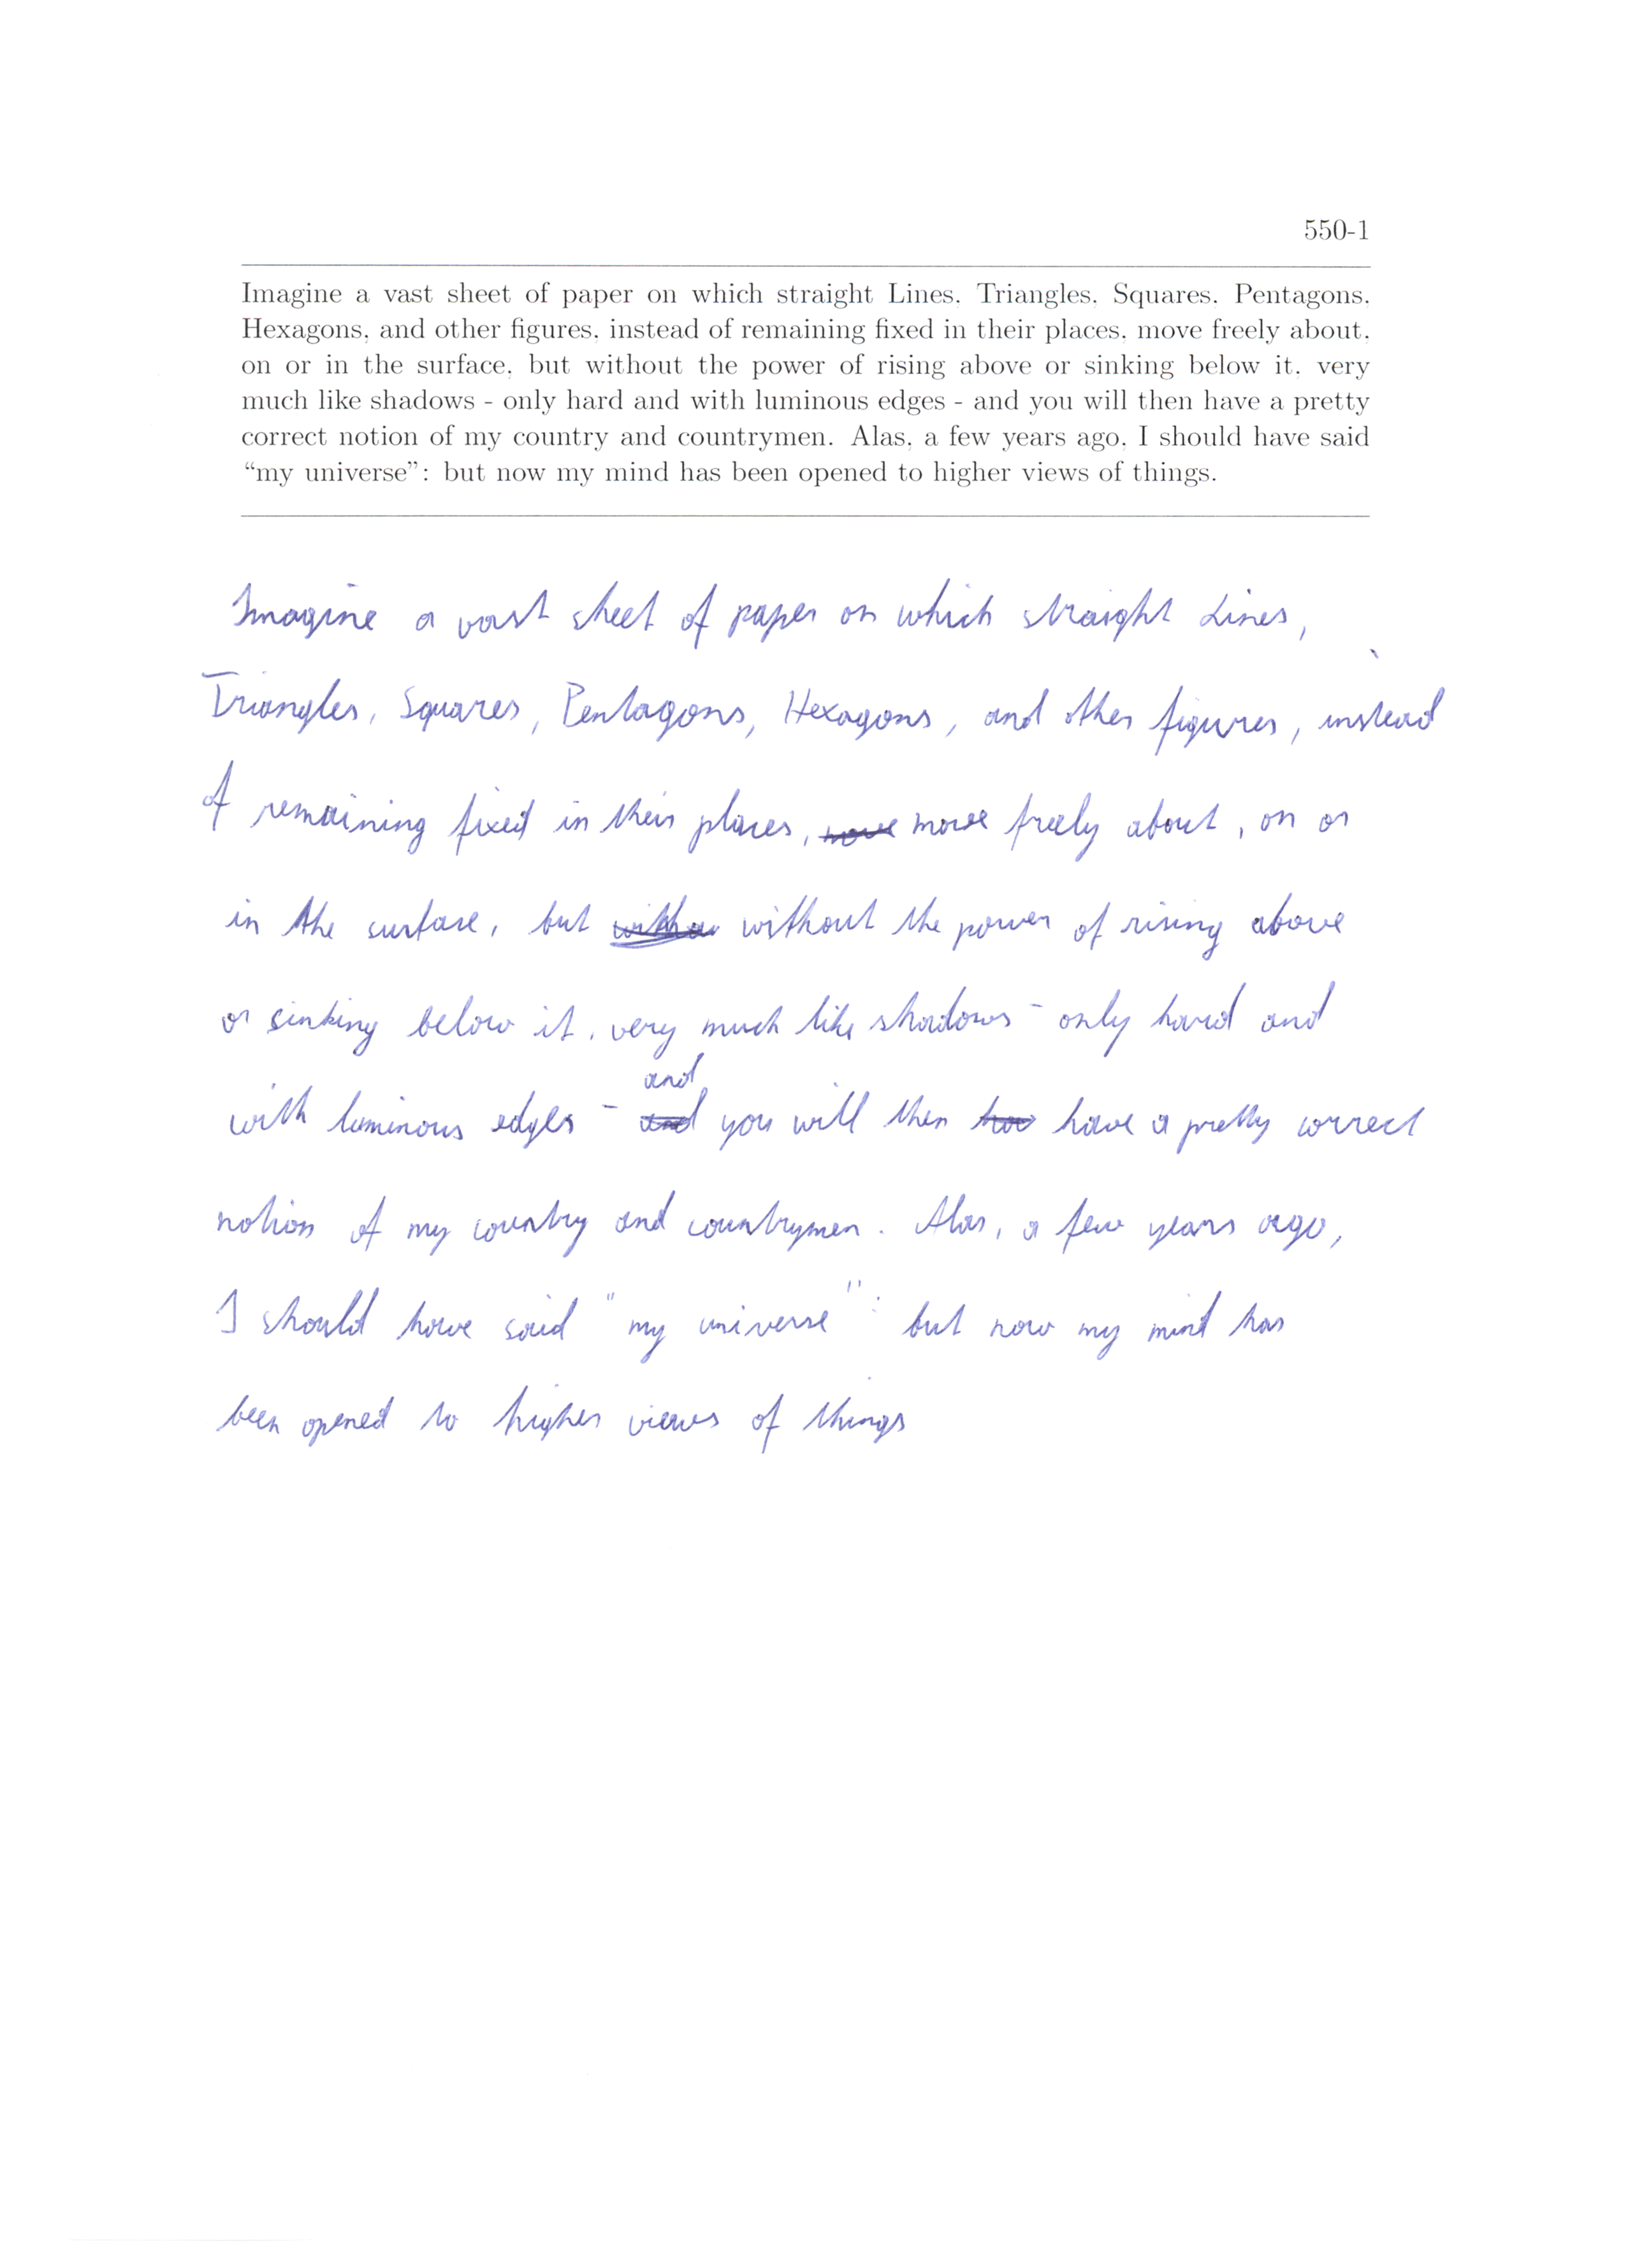 550-1
Imagine a vast sheet of paper on which straight Lines, Triangles, Squares, Pentagons,
Hexagons, and other figures, instead of remaining fixed in their places, move freely about,
on or in the surface, but without the power of rising above or sinking below it, very
much like shadows - only hard and with luminous edges - and you will then have a pretty
correct notion of my country and countrymen. Alas, a few years ago, I should have said
“my universe”: but now my mind has been opened to higher views of things.
Imagine a vast sheet of paper on which straight Lines,
Triangles, Squares, Pentagons, Hexagons, and other figures, instead
of remaining fixed in their places, move move freely about, on or
in the surface, but witho without the power of rising above
or sinking below it, very much like shadows - only hard and
and
with luminous edges - and you will then hav have a pretty correct
notion of my country and countrymen. Alas, a few years ago,
I should have said "my universe": but now my mind has
been opened to higher views of things